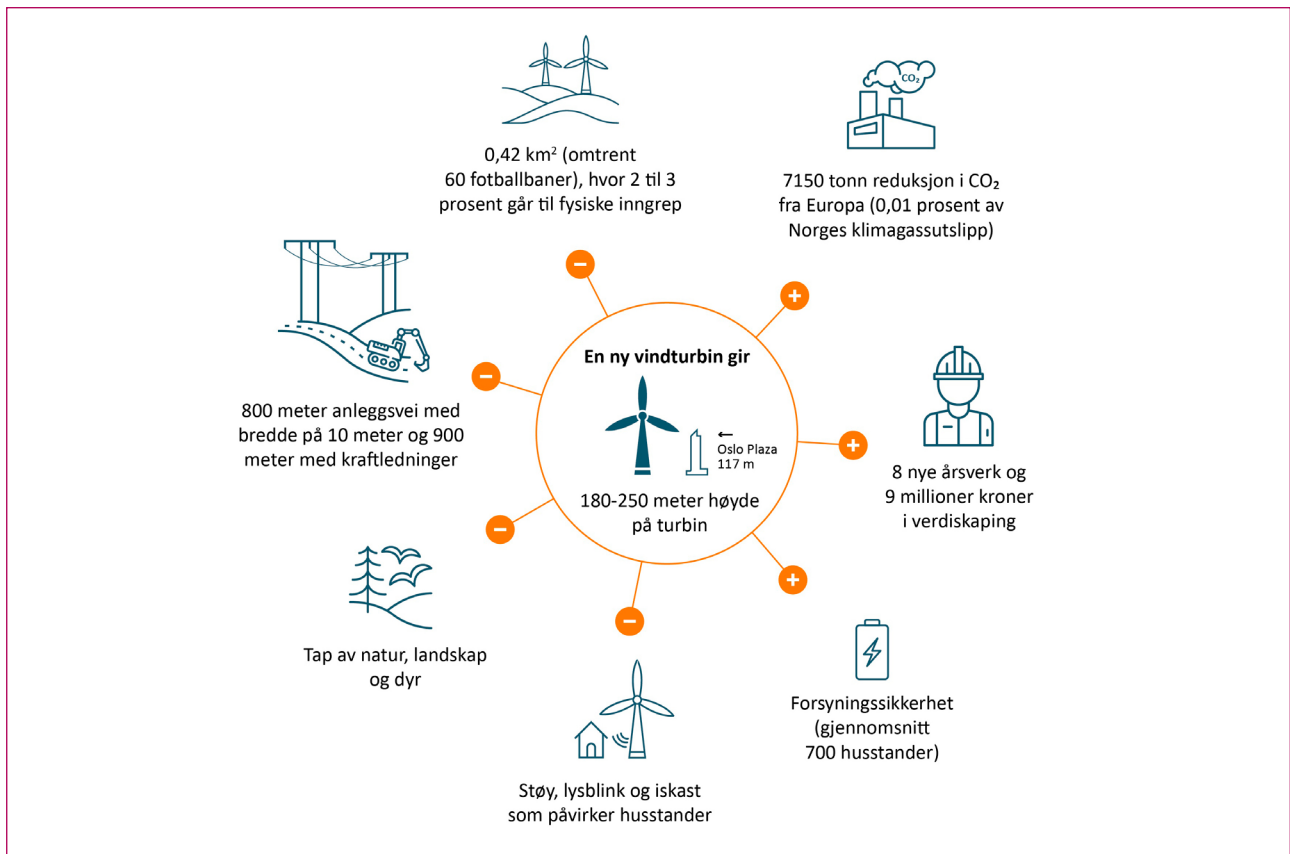 0,42 km² (omtrent
60 fotballbaner), hvor 2 til 3
prosent går til fysiske inngrep
CO₂
7150 tonn reduksjon i CO₂
fra Europa (0,01 prosent av
Norges klimagassutslipp)
800 meter anleggsvei med
bredde på 10 meter og 900
meter med kraftledninger
En ny vindturbin gir
←
Oslo Plaza
117 m
180-250 meter høyde
på turbin
8 nye årsverk og
9 millioner kroner
i verdiskaping
Tap av natur, landskap
og dyr
Støy, lysblink og iskast
som påvirker husstander
Forsyningssikkerhet
(gjennomsnitt
700 husstander)